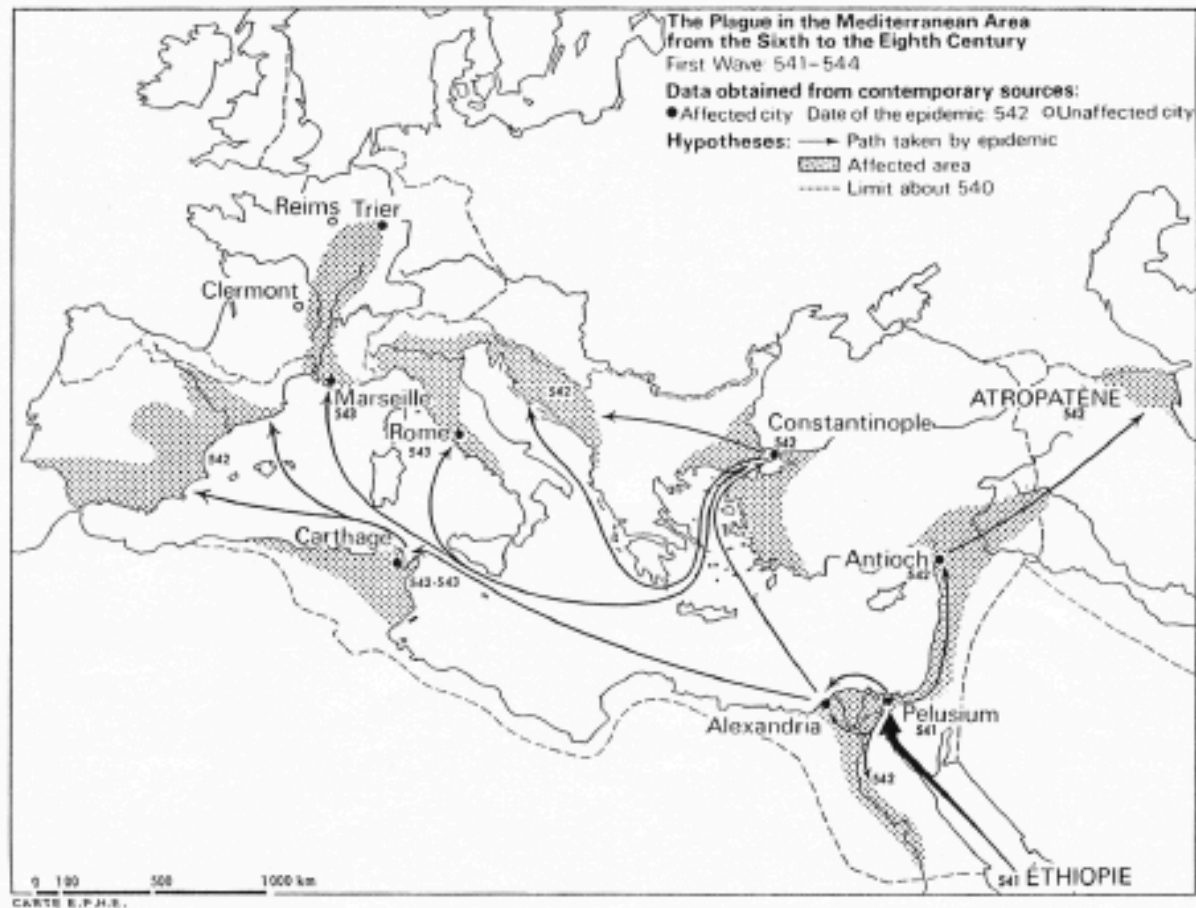 The Plague in the Mediterranean Area
from the Sixth to the Eighth Century
First Wave: 541–544
Data obtained from contemporary sources:
Affected city Date of the epidemic: 542 Unaffected city
Hypotheses: Path taken by epidemic
Affected area
Limit about 540
Reims Trier
Clermont
Marseille
543
Rome
543
542
Constantinople
542
ATROPATÈNE
543
542
Carthage
542-543
Antioch
542
Alexandria
Pelusium
541
542
541 ÉTHIOPIE
0 100 500 1000 km
CARTE E.P.H.E.